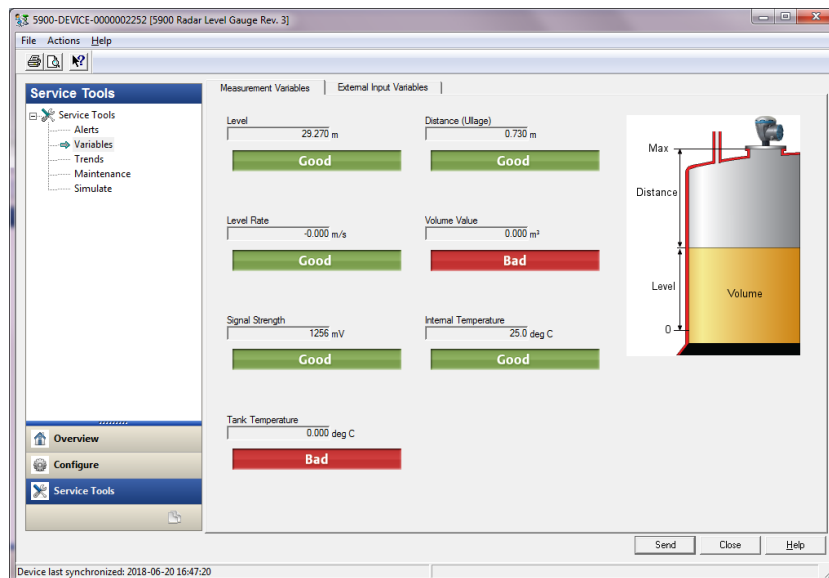 5900-DEVICE-0000002252 [5900 Radar Level Gauge Rev. 3]
File Actions Help
Service Tools
Service Tools
Alerts
Variables
Trends
Maintenance
Simulate
Overview
Configure
Service Tools
Measurement Variables External Input Variables
Level
29.270 m
Good
Distance (Ullage)
0.730 m
Good
Level Rate
-0.000 m/s
Good
Volume Value
0.000 m³
Bad
Signal Strength
1256 mV
Good
Internal Temperature
25.0 deg C
Good
Tank Temperature
0.000 deg C
Bad
Max
Distance
Level
Volume
0
Send Close Help
Device last synchronized: 2018-06-20 16:47:20